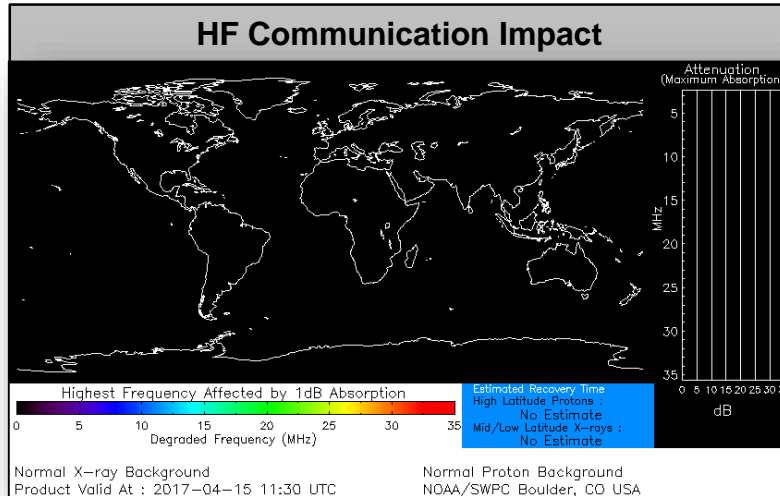 HF Communication Impact
Attenuation
(Maximum Absorption
5
10
15
20
25
30
35
MHz
0 5 10 15 20 25 30
dB
Highest Frequency Affected by 1dB Absorption
0 5 10 15 20 25 30 35
Degraded Frequency (MHz)
Estimated Recovery Time
High Latitude Protons :
No Estimate
Mid/Low Latitude X-rays :
No Estimate
Normal X-ray Background
Product Valid At : 2017-04-15 11:30 UTC
Normal Proton Background
NOAA/SWPC Boulder, CO USA